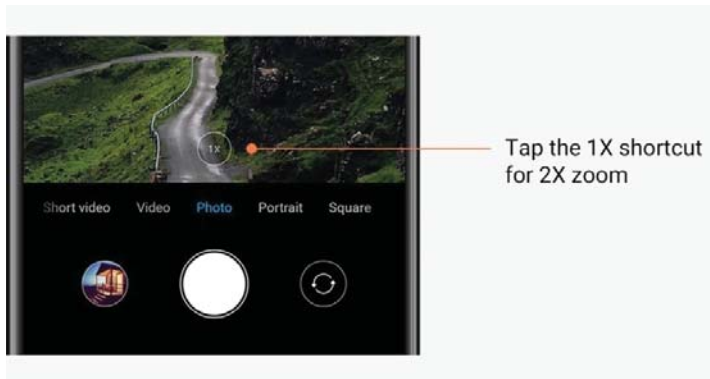 1X
Tap the 1X shortcut
for 2X zoom
Short video Video Photo Portrait Square